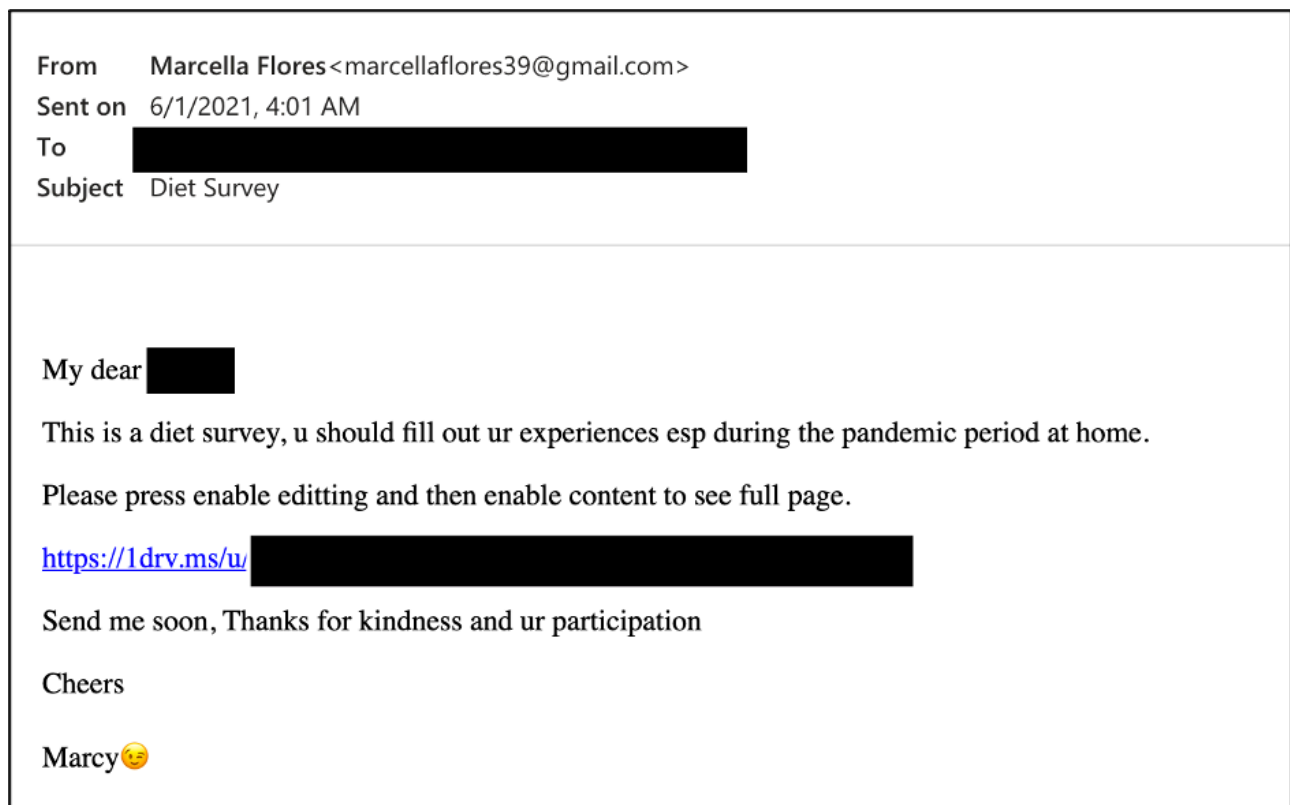 From Marcella Flores<marcellaflores39@gmail.com>
Sent on 6/1/2021, 4:01 AM
To
Subject Diet Survey
My dear
This is a diet survey, u should fill out ur experiences esp during the pandemic period at home.
Please press enable editting and then enable content to see full page.
https://1drv.ms/u/
Send me soon, Thanks for kindness and ur participation
Cheers
Marcy😉